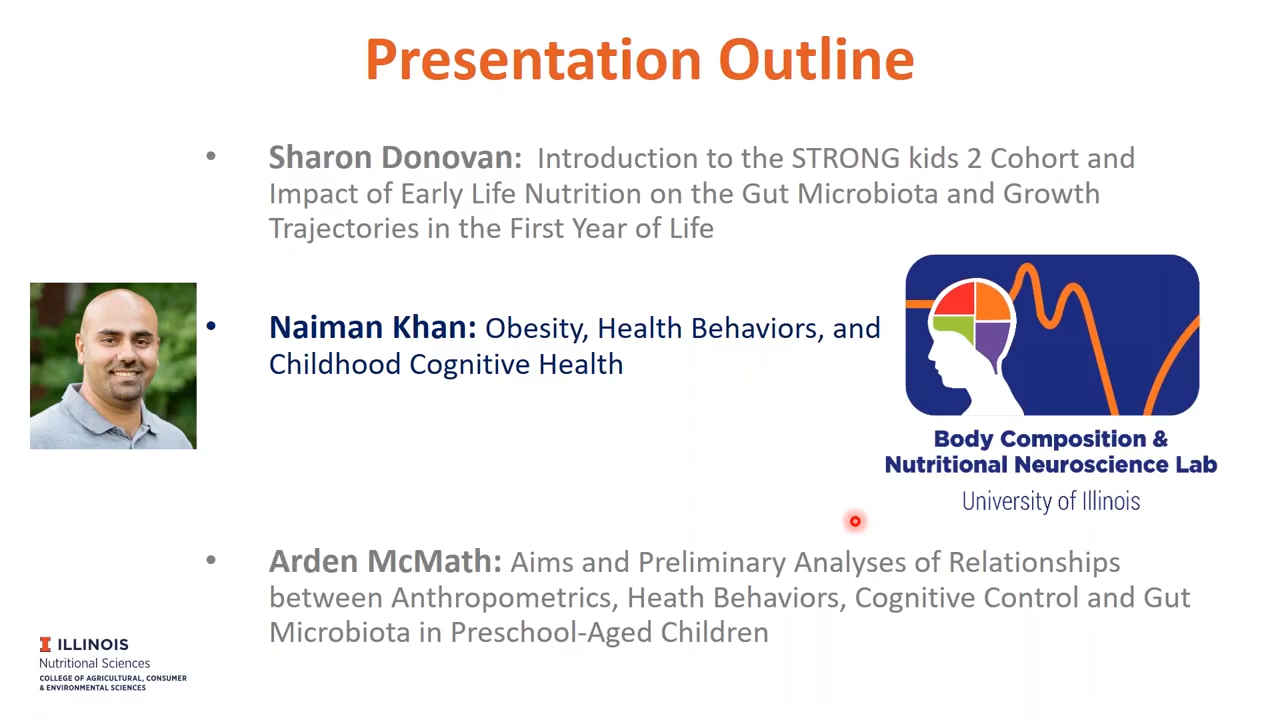 Presentation Outline
• Sharon Donovan: Introduction to the STRONG kids 2 Cohort and
Impact of Early Life Nutrition on the Gut Microbiota and Growth
Trajectories in the First Year of Life
• Naiman Khan: Obesity, Health Behaviors, and
Childhood Cognitive Health
Body Composition &
Nutritional Neuroscience Lab
University of Illinois
• Arden McMath: Aims and Preliminary Analyses of Relationships
between Anthropometrics, Heath Behaviors, Cognitive Control and Gut
Microbiota in Preschool-Aged Children
I ILLINOIS
Nutritional Sciences
COLLEGE OF AGRICULTURAL, CONSUMER
& ENVIRONMENTAL SCIENCES